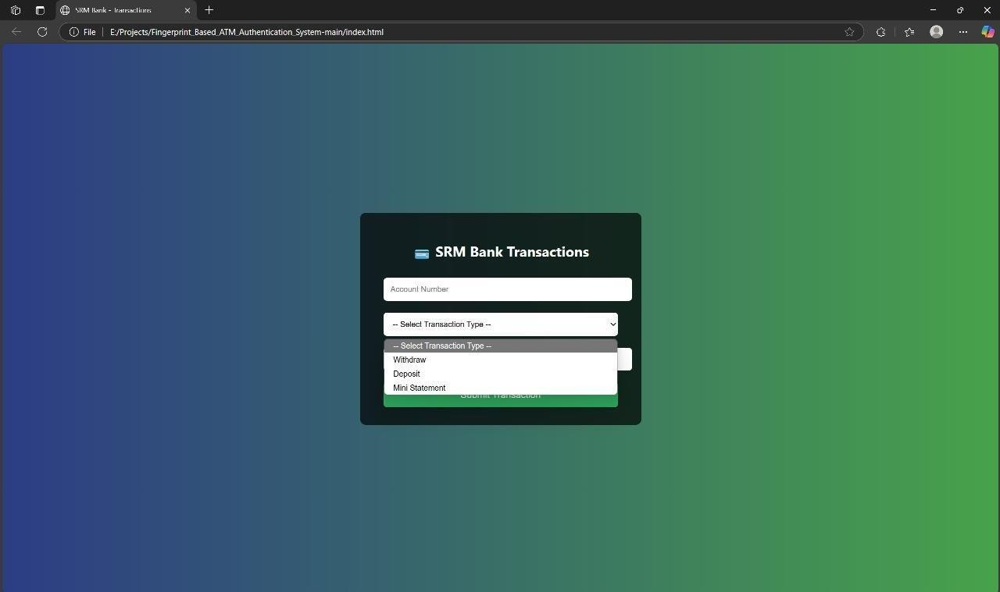 SRM Bank - Transactions
File
E:/Projects/Fingerprint_Based_ATM_Authentication_System-main/index.html
SRM Bank Transactions
Account Number
-- Select Transaction Type --
-- Select Transaction Type --
Withdraw
Deposit
Mini Statement
Submit Transaction